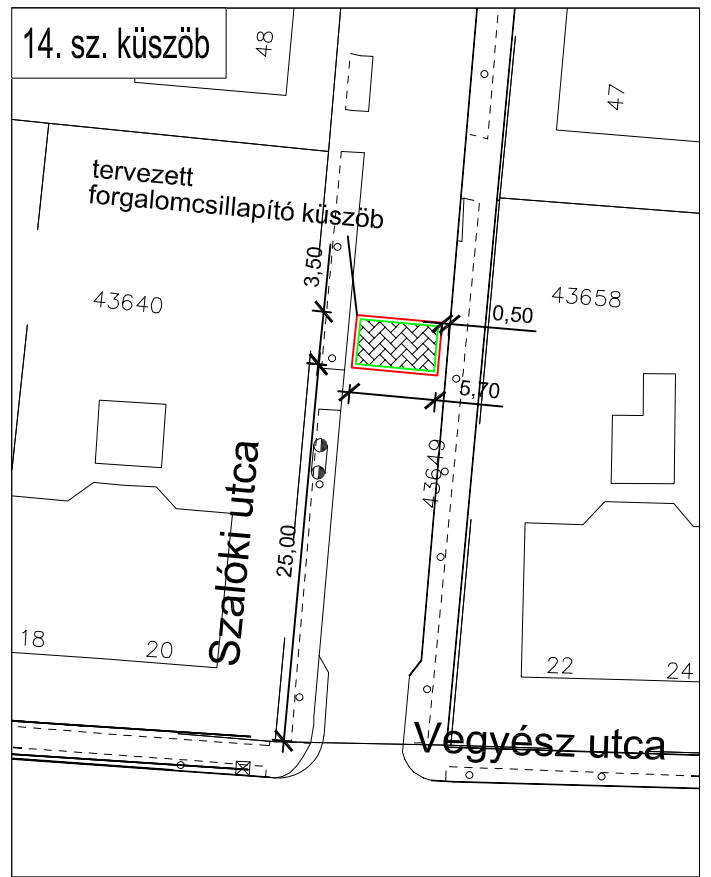 14. sz. küszöb
48
47
tervezett
forgalomcsillapító küszöb
3,50
43640
43658
0,50
5,70
43649
Szalóki utca
25,00
18
20
22
24
Vegyész utca